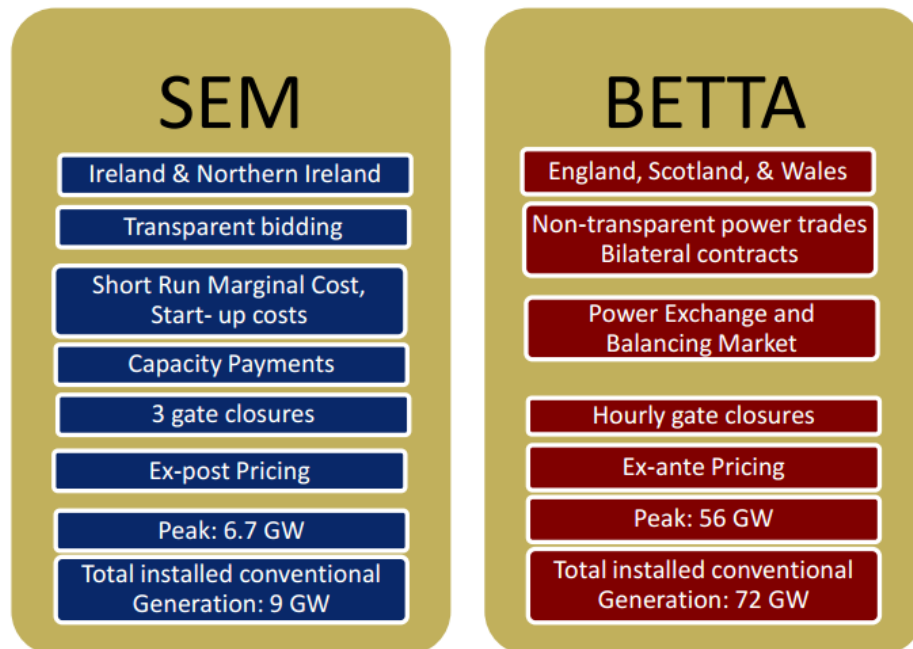 SEM
Ireland & Northern Ireland
Transparent bidding
Short Run Marginal Cost,
Start- up costs
Capacity Payments
3 gate closures
Ex-post Pricing
Peak: 6.7 GW
Total installed conventional
Generation: 9 GW
BETTA
England, Scotland, & Wales
Non-transparent power trades
Bilateral contracts
Power Exchange and
Balancing Market
Hourly gate closures
Ex-ante Pricing
Peak: 56 GW
Total installed conventional
Generation: 72 GW